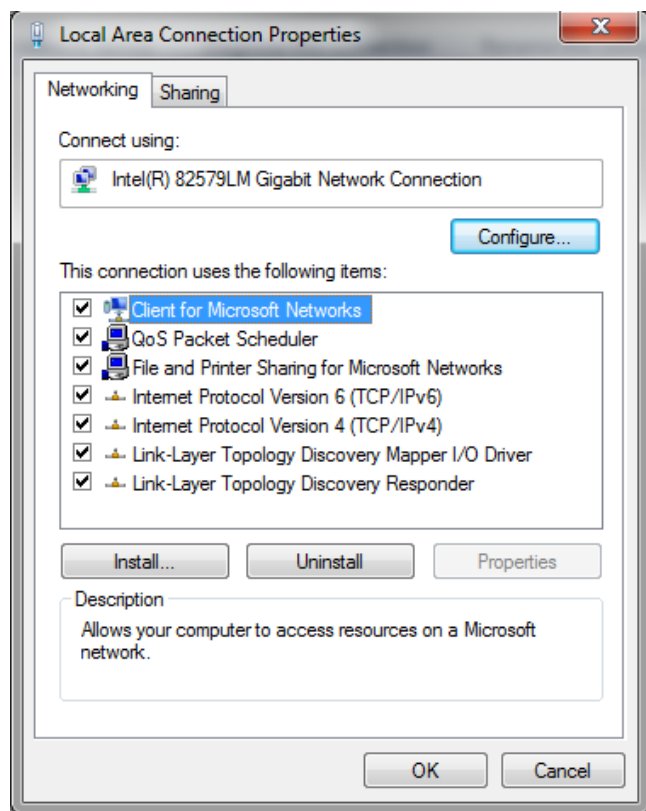 Local Area Connection Properties
Networking
Sharing
Connect using:
Intel(R) 82579LM Gigabit Network Connection
Configure...
This connection uses the following items:
Client for Microsoft Networks
QoS Packet Scheduler
File and Printer Sharing for Microsoft Networks
Internet Protocol Version 6 (TCP/IPv6)
Internet Protocol Version 4 (TCP/IPv4)
Link-Layer Topology Discovery Mapper I/O Driver
Link-Layer Topology Discovery Responder
Install...
Uninstall
Properties
Description
Allows your computer to access resources on a Microsoft
network.
OK
Cancel